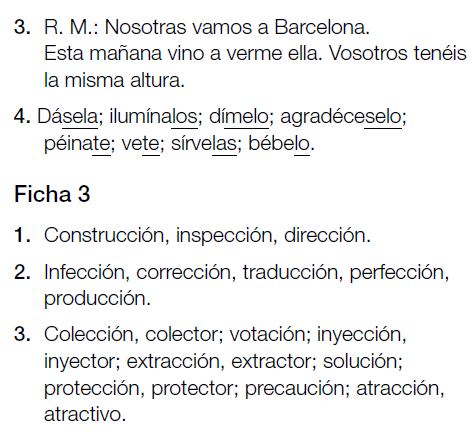 3. R. M.: Nosotras vamos a Barcelona.
Esta mañana vino a verme ella. Vosotros tenéis
la misma altura.
4. Dásela; ilumínalos; dímelo; agradéceselo;
péinate; vete; sírvelas; bébelo.
Ficha 3
1. Construcción, inspección, dirección.
2. Infección, corrección, traducción, perfección,
producción.
3. Colección, colector; votación; inyección,
inyector; extracción, extractor; solución;
protección, protector; precaución; atracción,
atractivo.